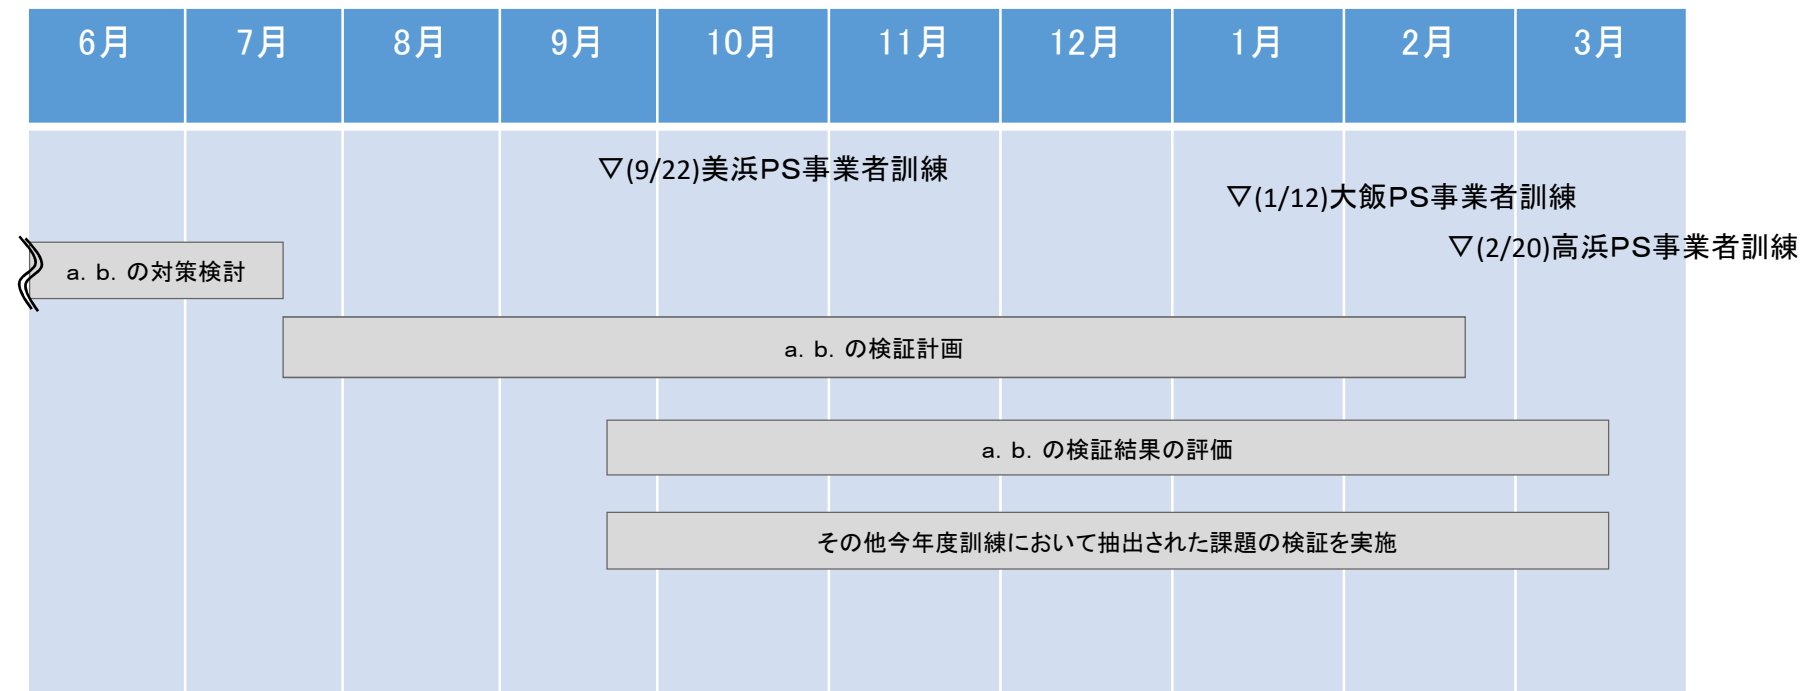 6月 7月 8月 9月 10月 11月 12月 1月 2月 3月
▽(9/22)美浜PS事業者訓練
▽(1/12)大飯PS事業者訓練
▽(2/20)高浜PS事業者訓練
a. b. の対策検討
a. b. の検証計画
a. b. の検証結果の評価
その他今年度訓練において抽出された課題の検証を実施